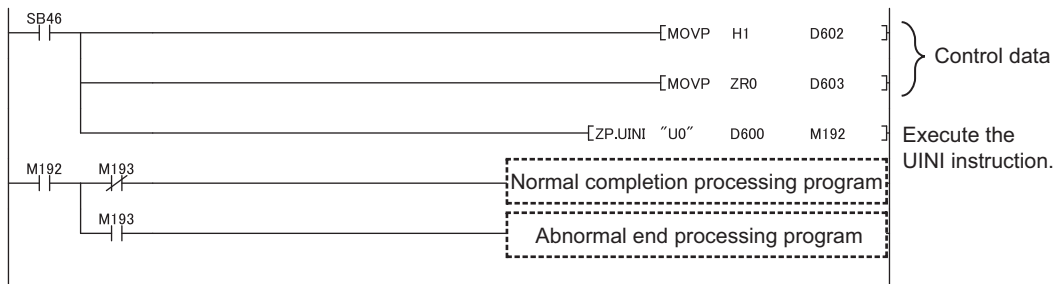 SB46
[MOVP H1 D602 ]
Control data
[MOVP ZR0 D603 ]
[ZP.UINI "U0" D600 M192 ]
Execute the
UINI instruction.
M192 M193
Normal completion processing program
M193
Abnormal end processing program